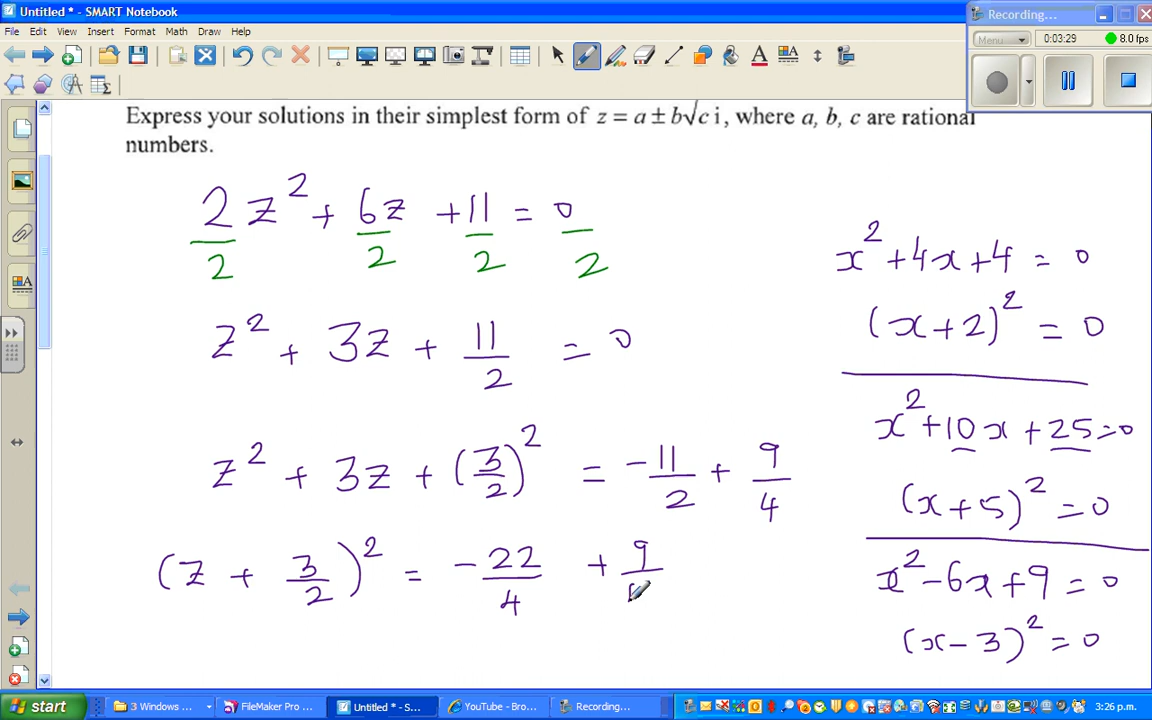 Untitled * - SMART Notebook
Recording...
File Edit View Insert Format Math Draw Help
Menu
0:03:29
8.0 fps
Express your solutions in their simplest form of z = a ± b√c i, where a, b, c are rational
numbers.
2z² + 6z + 11 = 0
2 2 2 2
z² + 3z + 11/2 = 0
z² + 3z + (3/2)² = -11/2 + 9/4
(z + 3/2)² = -22/4 + 9/
x² + 4x + 4 = 0
(x + 2)² = 0
x² + 10x + 25 = 0
(x + 5)² = 0
x² - 6x + 9 = 0
(x - 3)² = 0
start
3 Windows ...
FileMaker Pro ...
Untitled * - S...
YouTube - Bro...
Recording...
3:26 p.m.